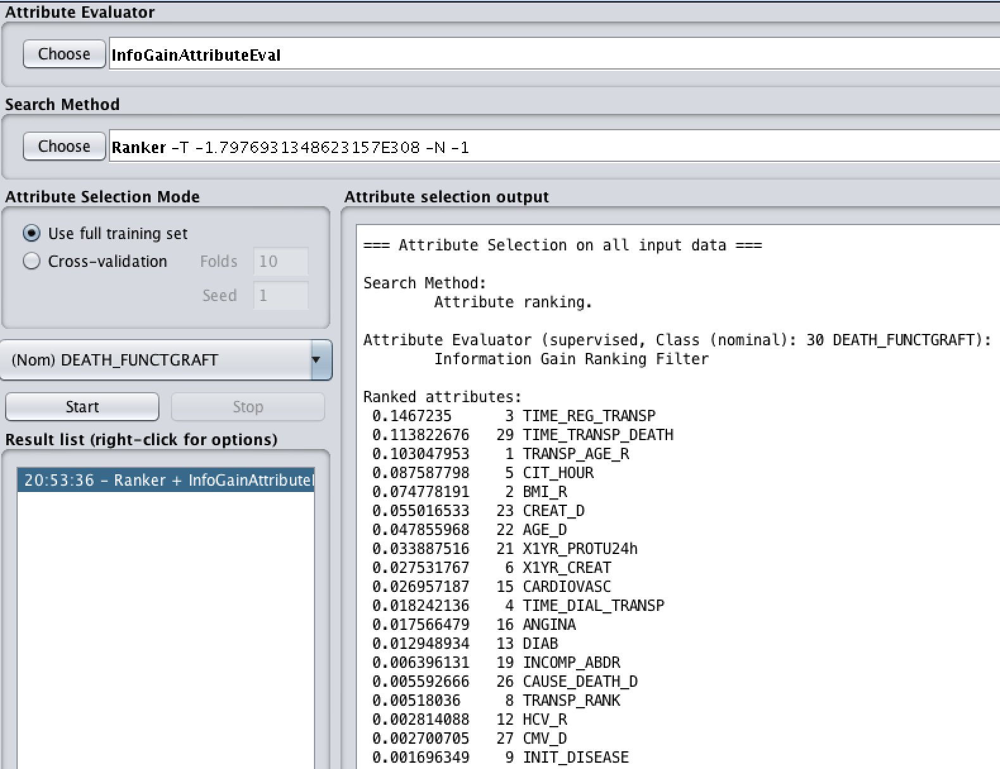 Attribute Evaluator
Choose InfoGainAttributeEval
Search Method
Choose Ranker -T -1.7976931348623157E308 -N -1
Attribute Selection Mode
Use full training set
Cross-validation Folds 10
Seed 1
(Nom) DEATH_FUNCTGRAFT
Start Stop
Result list (right-click for options)
20:53:36 - Ranker + InfoGainAttributeE
Attribute selection output
=== Attribute Selection on all input data ===
Search Method:
Attribute ranking.
Attribute Evaluator (supervised, Class (nominal): 30 DEATH_FUNCTGRAFT):
Information Gain Ranking Filter
Ranked attributes:
0.1467235 3 TIME_REG_TRANSP
0.113822676 29 TIME_TRANSP_DEATH
0.103047953 1 TRANSP_AGE_R
0.087587798 5 CIT_HOUR
0.074778191 2 BMI_R
0.055016533 23 CREAT_D
0.047855968 22 AGE_D
0.033887516 21 X1YR_PROTU24h
0.027531767 6 X1YR_CREAT
0.026957187 15 CARDIOVASC
0.018242136 4 TIME_DIAL_TRANSP
0.017566479 16 ANGINA
0.012948934 13 DIAB
0.006396131 19 INCOMP_ABDR
0.005592666 26 CAUSE_DEATH_D
0.00518036 8 TRANSP_RANK
0.002814088 12 HCV_R
0.002700705 27 CMV_D
0.001696349 9 INIT_DISEASE